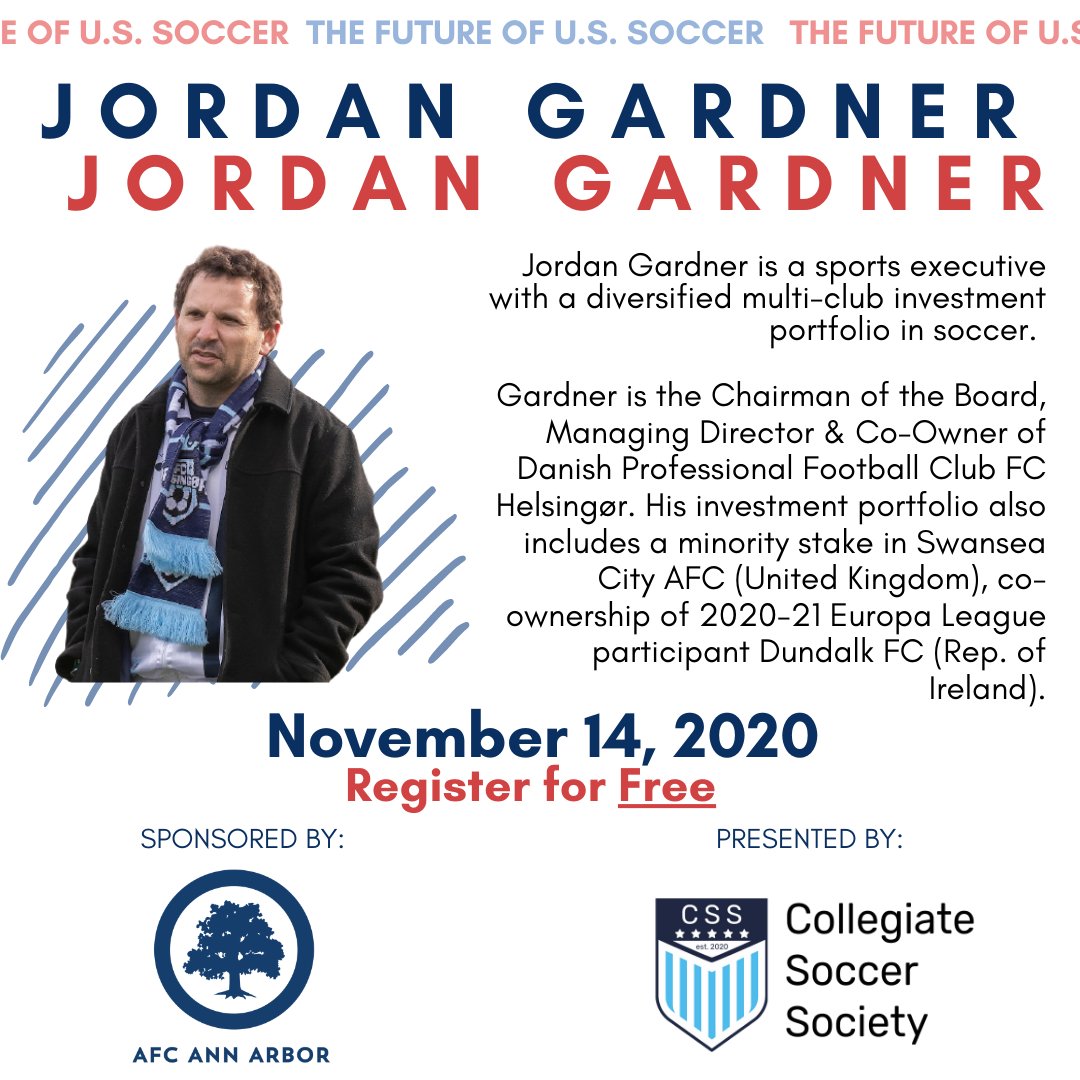 E OF U.S. SOCCER THE FUTURE OF U.S. SOCCER THE FUTURE OF U.S
JORDAN GARDNER
JORDAN GARDNER
Jordan Gardner is a sports executive
with a diversified multi-club investment
portfolio in soccer.
Gardner is the Chairman of the Board,
Managing Director & Co-Owner of
Danish Professional Football Club FC
Helsingør. His investment portfolio also
includes a minority stake in Swansea
City AFC (United Kingdom), co-
ownership of 2020-21 Europa League
participant Dundalk FC (Rep. of
Ireland).
November 14, 2020
Register for Free
SPONSORED BY:
AFC ANN ARBOR
PRESENTED BY:
CSS
est. 2020
Collegiate
Soccer
Society